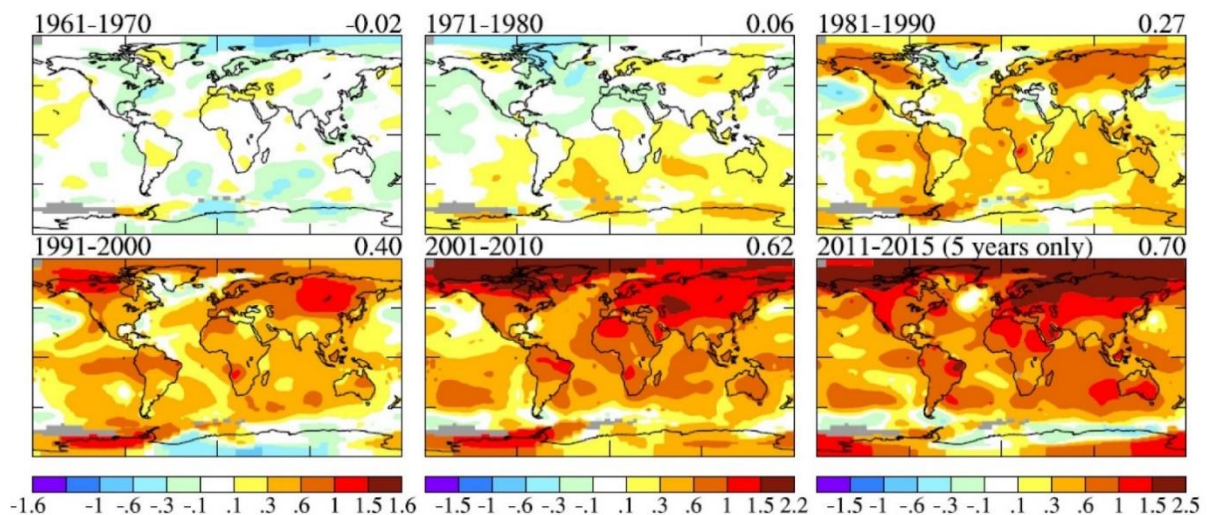 1961-1970 -0.02
1971-1980 0.06
1981-1990 0.27
1991-2000 0.40
2001-2010 0.62
2011-2015 (5 years only) 0.70
-1.6 -1 -.6 -.3 -.1 .1 .3 .6 1 1.5 1.6
-1.5 -1 -.6 -.3 -.1 .1 .3 .6 1 1.5 2.2
-1.5 -1 -.6 -.3 -.1 .1 .3 .6 1 1.5 2.5